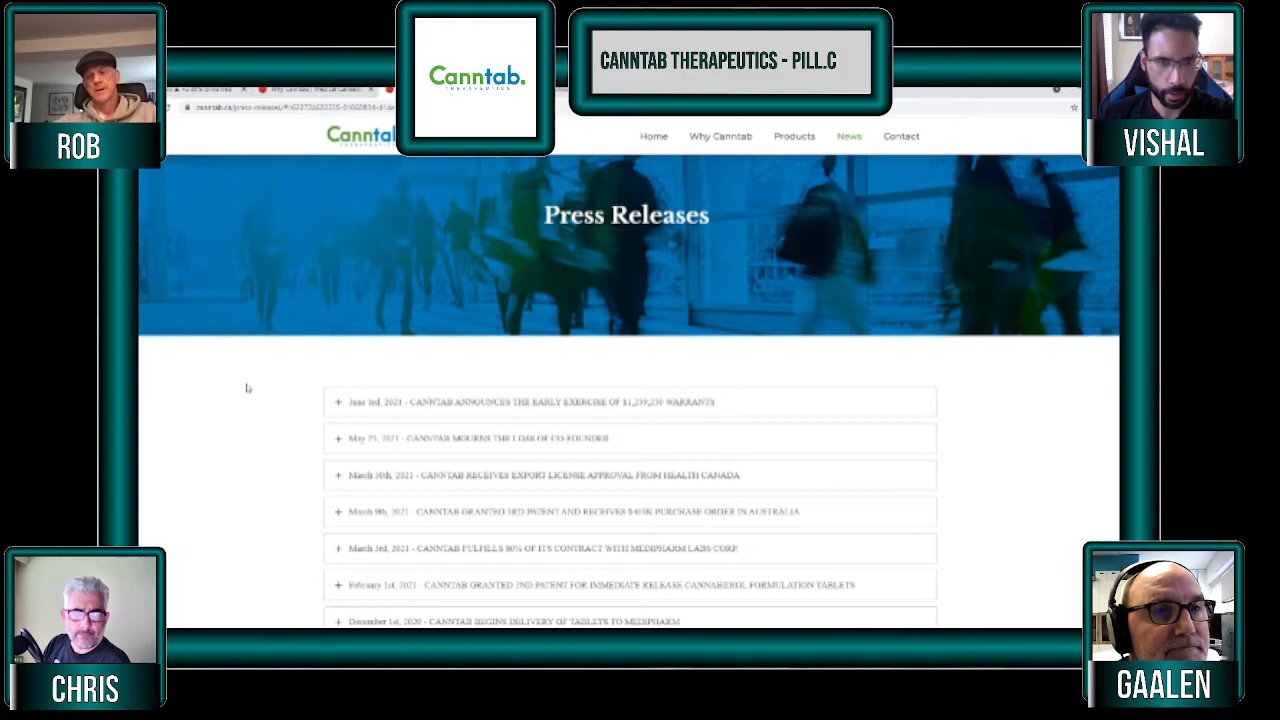 Canntab.
THERAPEUTICS
CANNTAB THERAPEUTICS - PILL.C
ROB
VISHAL
Canntab
THERAPEUTICS
Home Why Canntab Products News Contact
Press Releases
+ June 3rd, 2021 - CANNTAB ANNOUNCES THE EARLY EXERCISE OF WARRANTS
+ May 25, 2021 - CANNTAB MOURNS THE LOSS OF CO-FOUNDER
+ March 30th, 2021 - CANNTAB RECEIVES EXPORT LICENSE APPROVAL FROM HEALTH CANADA
+ March 9th, 2021 - CANNTAB GRANTED 3RD PATENT AND RECEIVES PURCHASE ORDER IN AUSTRALIA
+ March 3rd, 2021 - CANNTAB FULFILLS 80% OF ITS CONTRACT WITH MEDIPHARM LABS CORP.
+ February 1st, 2021 - CANNTAB GRANTED 2ND PATENT FOR IMMEDIATE RELEASE CANNABIDIOL FORMULATION TABLETS
+ December 1st, 2020 - CANNTAB BEGINS DELIVERY OF TABLETS TO MEDIPHARM
CHRIS
GAALEN